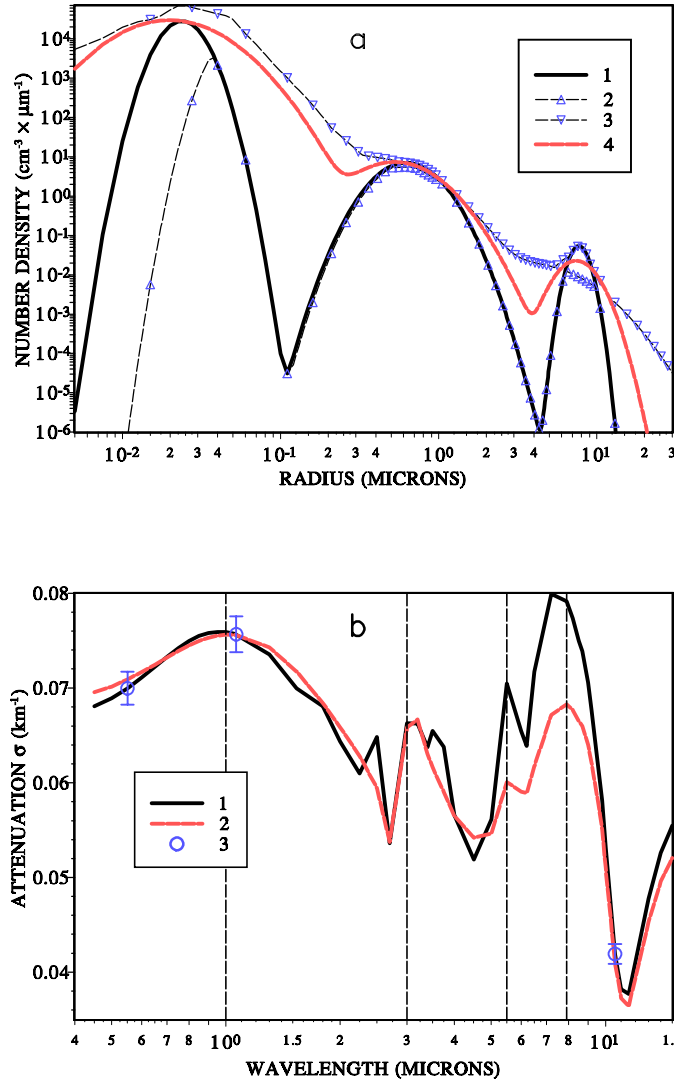 a
NUMBER DENSITY (cm⁻³ × μm⁻¹)
10⁴
10³
10²
10¹
10⁰
10⁻¹
10⁻²
10⁻³
10⁻⁴
10⁻⁵
10⁻⁶
1
2
3
4
10⁻² 2 3 4 10⁻¹ 2 3 4 10⁰ 2 3 4 10¹ 2 3
RADIUS (MICRONS)
b
ATTENUATION σ (km⁻¹)
0.08
0.07
0.06
0.05
0.04
1
2
3
4 5 6 7 8 10⁰ 1.5 2 3 4 5 6 7 8 10¹ 1.
WAVELENGTH (MICRONS)